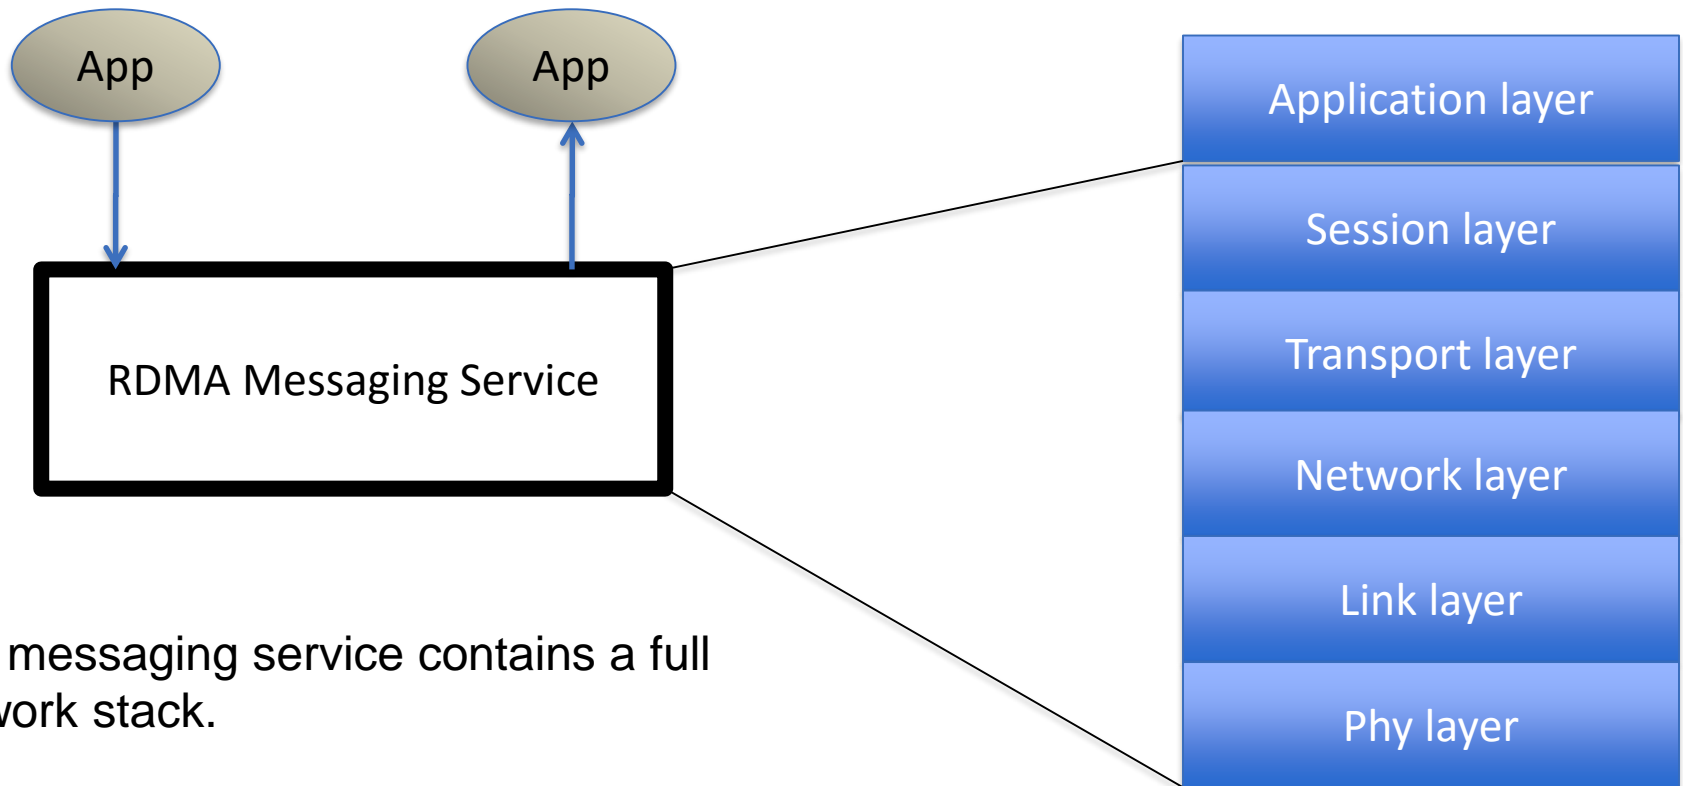 App
App
RDMA Messaging Service
Application layer
Session layer
Transport layer
Network layer
Link layer
Phy layer
messaging service contains a full
work stack.